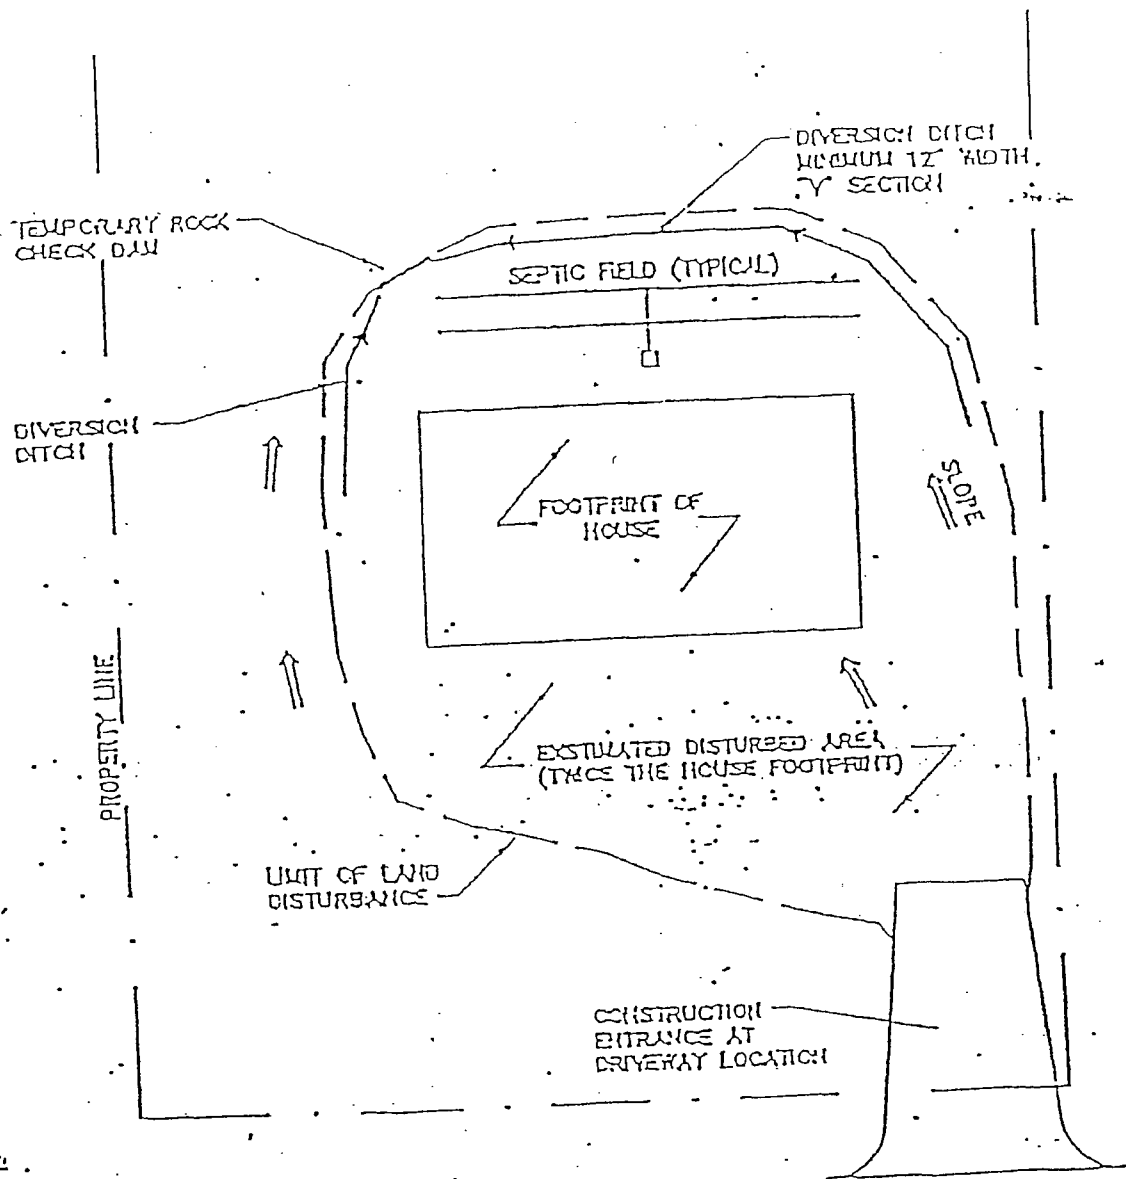 DIVERSION DITCH
MINIMUM 12" WIDTH.
"V" SECTION
TEMPORARY ROCK
CHECK DAM
SEPTIC FIELD (TYPICAL)
DIVERSION
DITCH
FOOTPRINT OF
HOUSE
SLOPE
PROPERTY LINE
ESTIMATED DISTURBED AREA
(TWICE THE HOUSE FOOTPRINT)
LIMIT OF LAND
DISTURBANCE
CONSTRUCTION
ENTRANCE AT
DRIVEWAY LOCATION